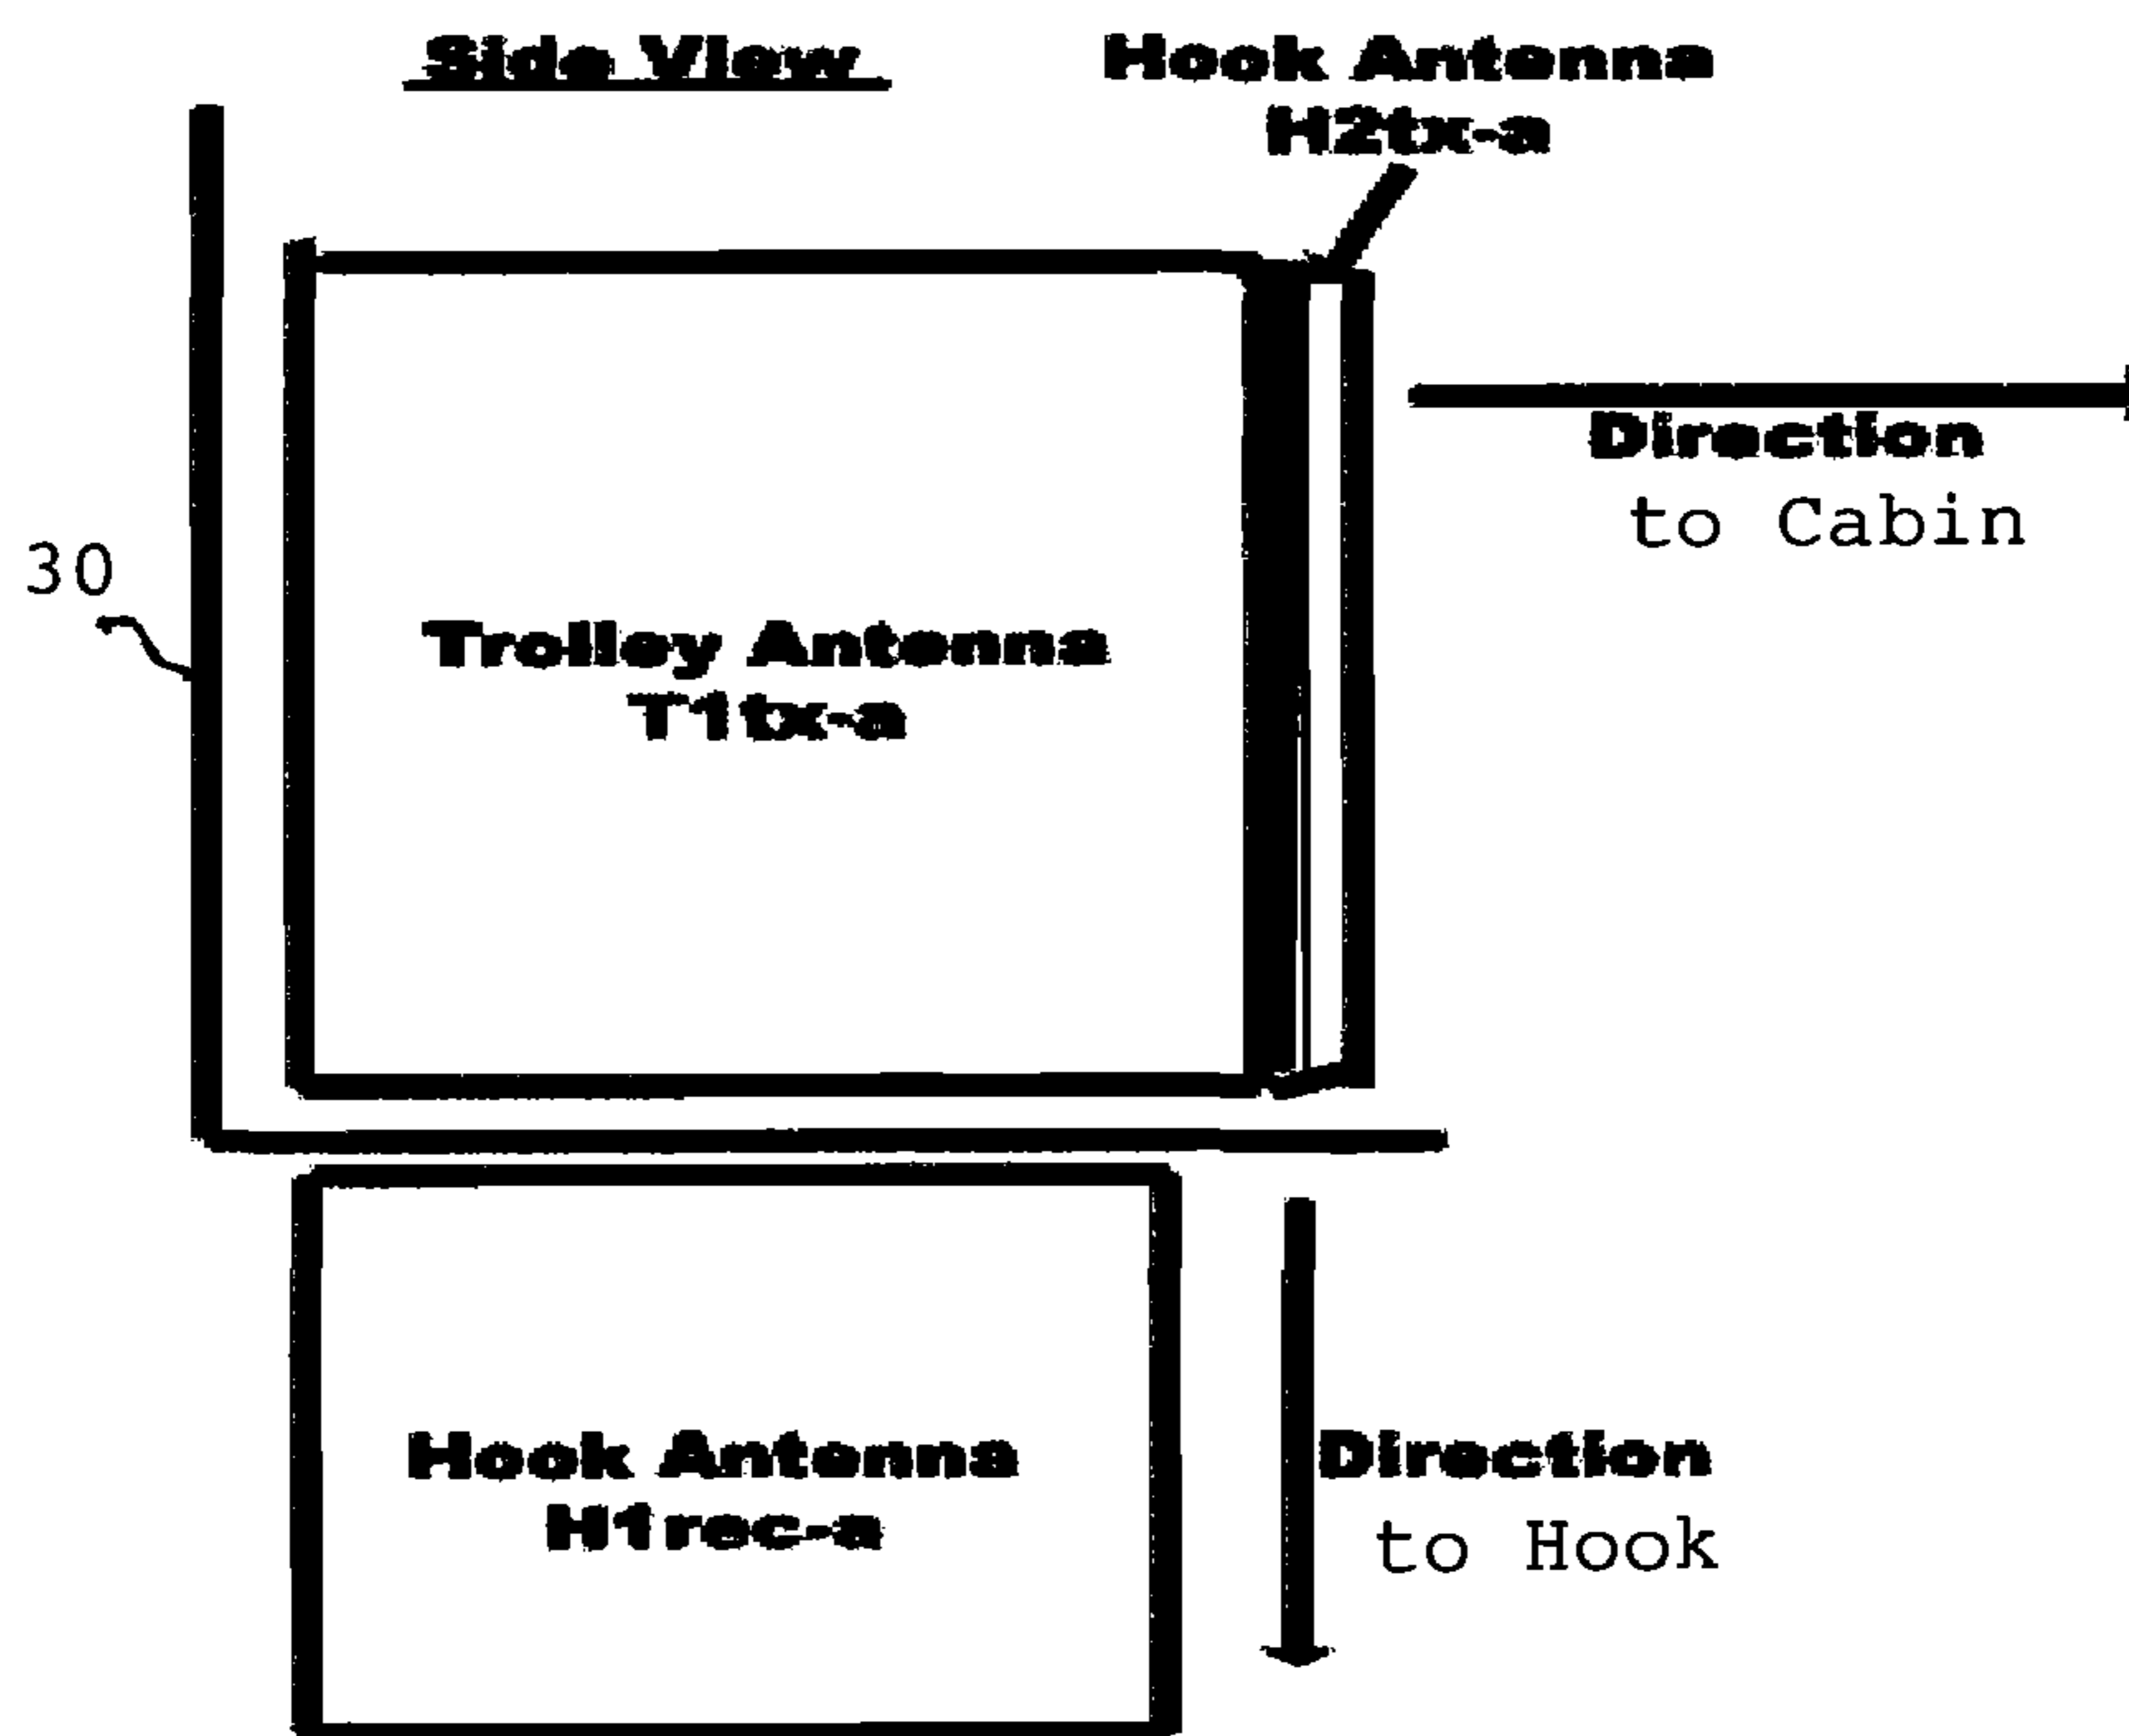 Side View
Hook Antenna
H2tx-a
Direction
to Cabin
30
Trolley Antenna
T1tx-a
Hook Antenna
H1rec-a
Direction
to Hook